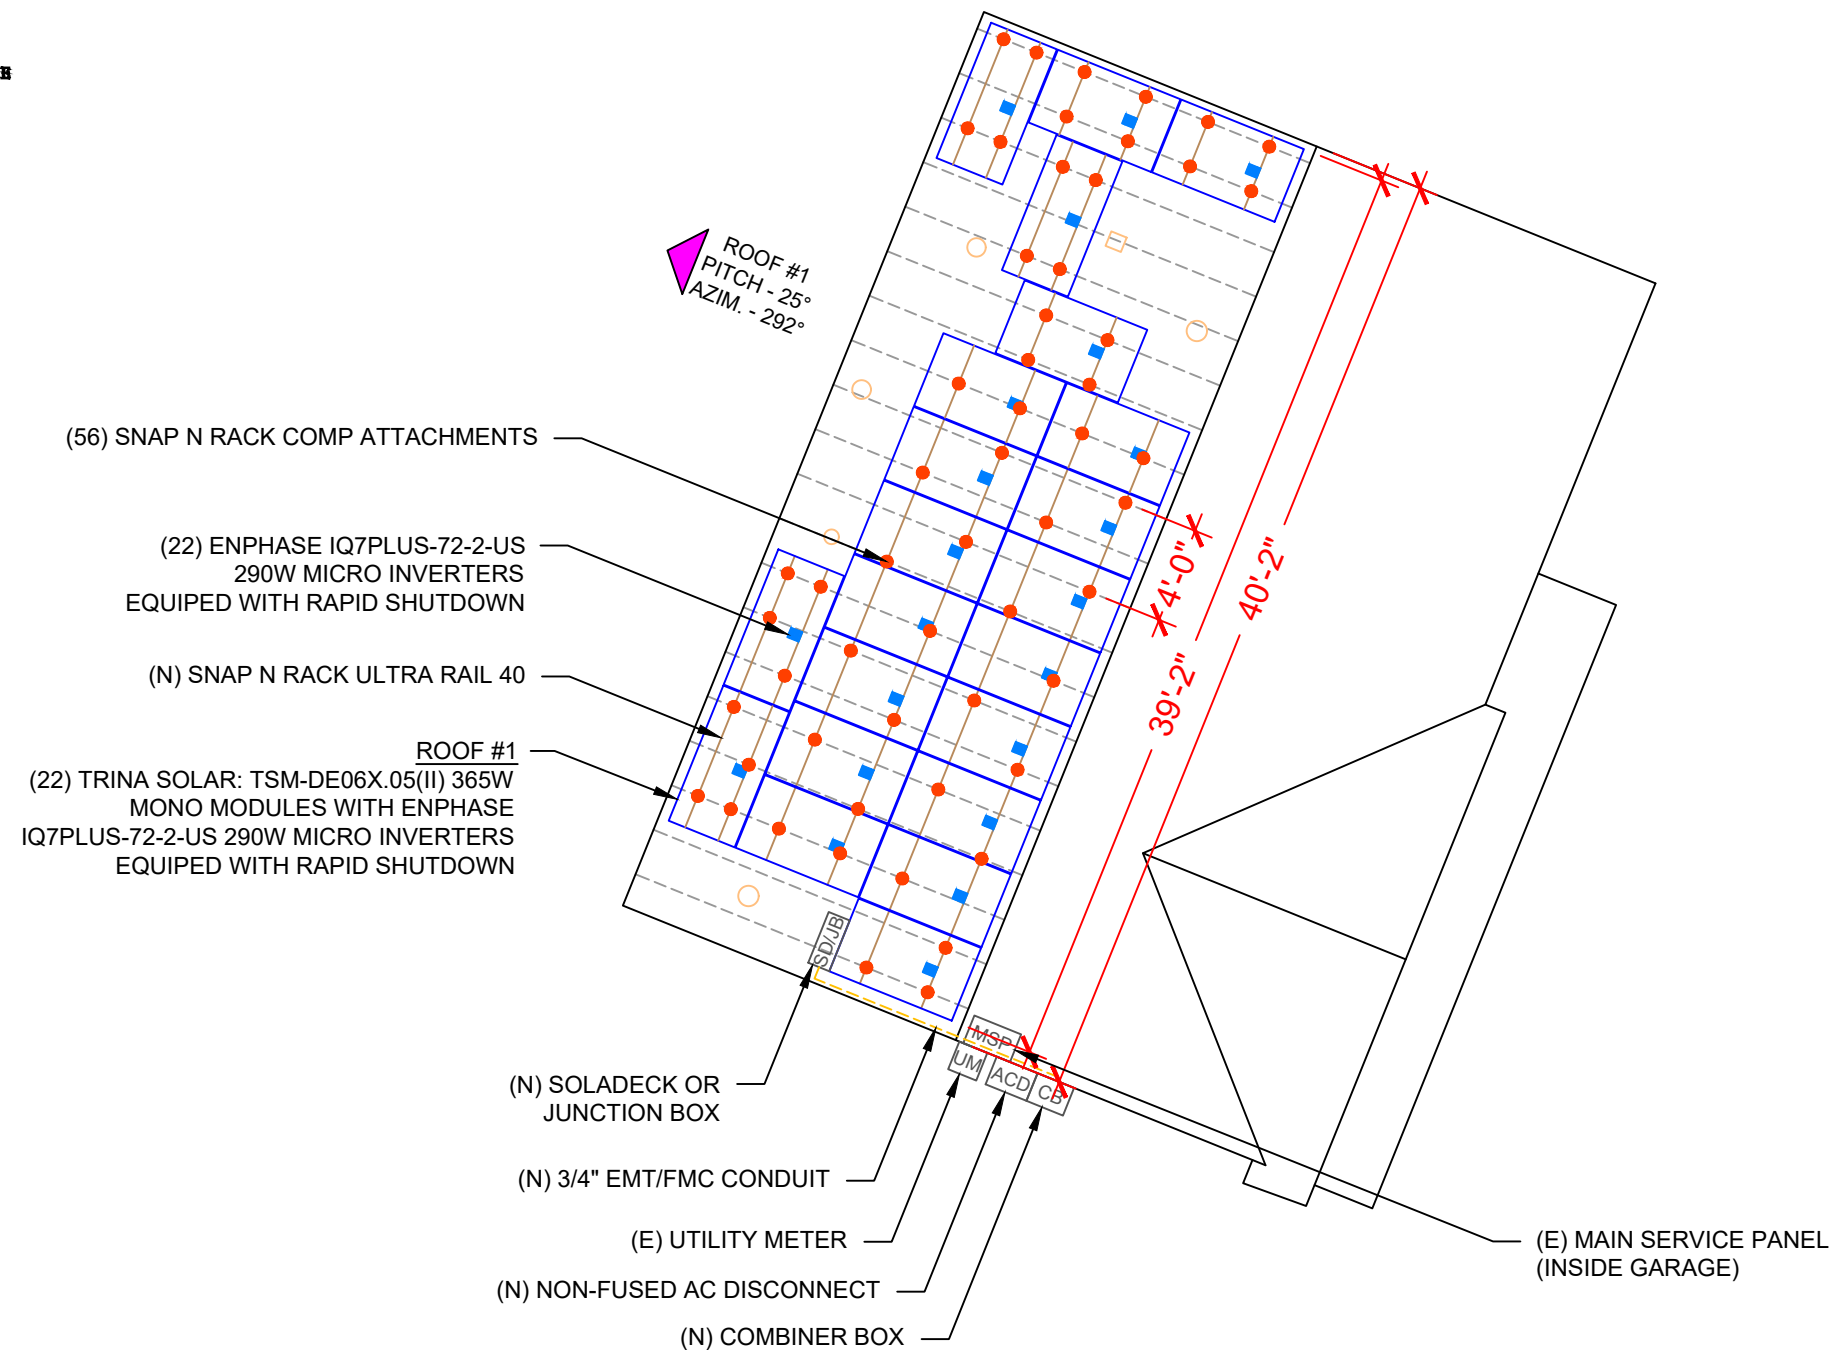 ROOF #1
PITCH - 25°
AZIM. - 292°
(56) SNAP N RACK COMP ATTACHMENTS
(22) ENPHASE IQ7PLUS-72-2-US
290W MICRO INVERTERS
EQUIPED WITH RAPID SHUTDOWN
(N) SNAP N RACK ULTRA RAIL 40
ROOF #1
(22) TRINA SOLAR: TSM-DE06X.05(II) 365W
MONO MODULES WITH ENPHASE
IQ7PLUS-72-2-US 290W MICRO INVERTERS
EQUIPED WITH RAPID SHUTDOWN
4'-0"
39'-2"
40'-2"
SD/JB
MSP
UM
ACD
CB
(N) SOLADECK OR
JUNCTION BOX
(N) 3/4" EMT/FMC CONDUIT
(E) UTILITY METER
(N) NON-FUSED AC DISCONNECT
(N) COMBINER BOX
(E) MAIN SERVICE PANEL
(INSIDE GARAGE)